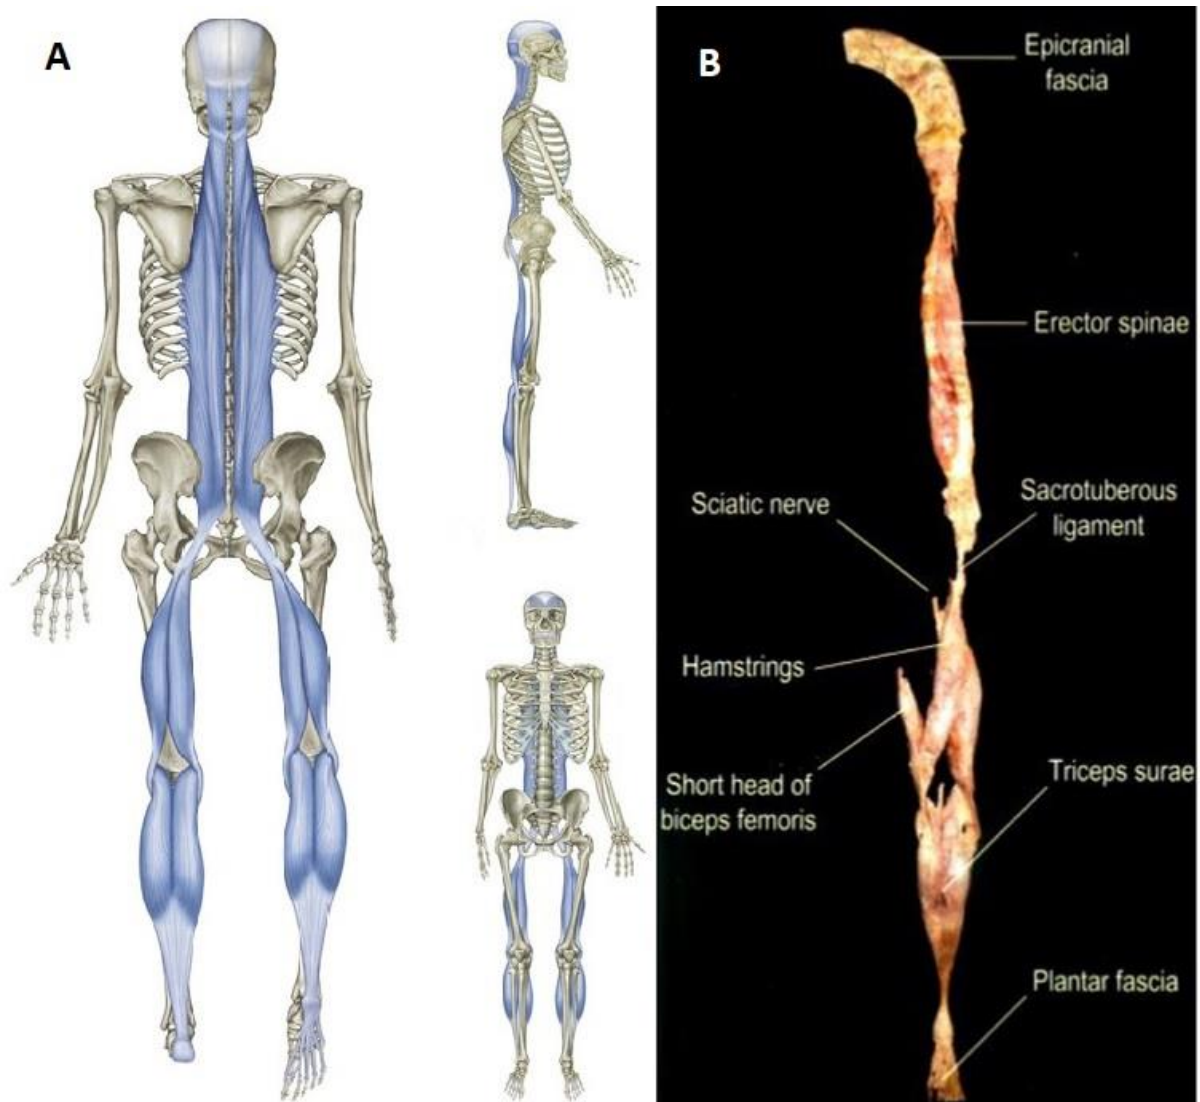 A
B
Epicranial
fascia
Erector spinae
Sciatic nerve
Sacrotuberous
ligament
Hamstrings
Short head of
biceps femoris
Triceps surae
Plantar fascia